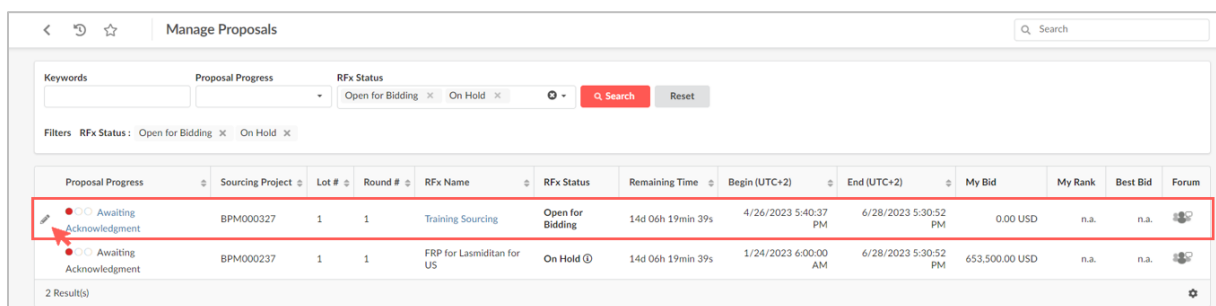 Manage Proposals
Search
Keywords Proposal Progress RFx Status
Open for Bidding × On Hold × Search Reset
Filters RFx Status : Open for Bidding × On Hold ×
Proposal Progress Sourcing Project Lot # Round # RFx Name RFx Status Remaining Time Begin (UTC+2) End (UTC+2) My Bid My Rank Best Bid Forum
Awaiting Acknowledgment BPM000327 1 1 Training Sourcing Open for Bidding 14d 06h 19min 39s 4/26/2023 5:40:37 PM 6/28/2023 5:30:52 PM 0.00 USD n.a. n.a.
Awaiting Acknowledgment BPM000237 1 1 FRP for Lasmiditan for US On Hold 14d 06h 19min 39s 1/24/2023 6:00:00 AM 6/28/2023 5:30:52 PM 653,500.00 USD n.a. n.a.
2 Result(s)